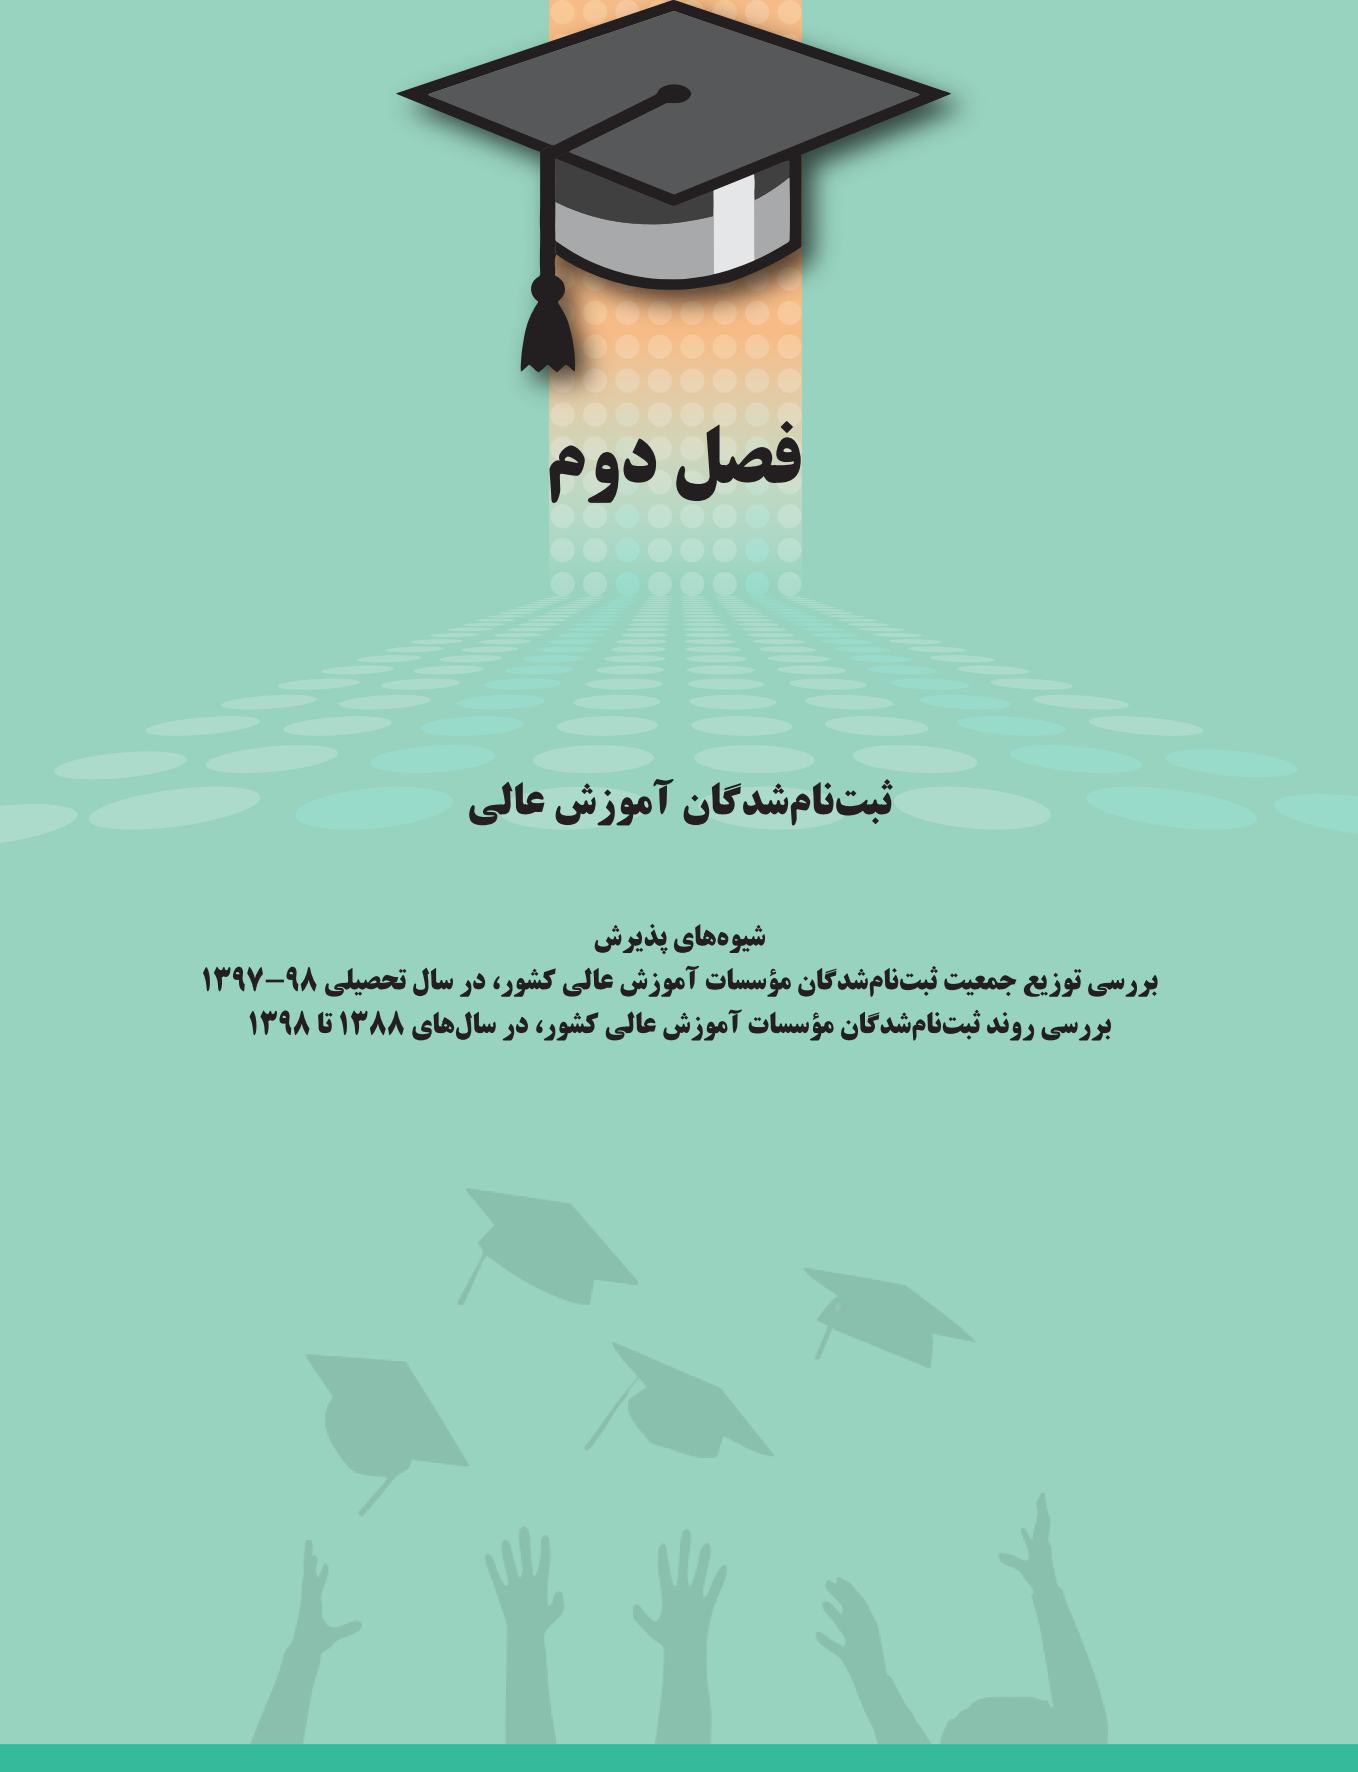 فصل دوم
ثبت‌نام‌شدگان آموزش عالی
شیوه‌های پذیرش
بررسی توزیع جمعیت ثبت‌نام‌شدگان مؤسسات آموزش عالی کشور، در سال تحصیلی ۹۸–۱۳۹۷
بررسی روند ثبت‌نام‌شدگان مؤسسات آموزش عالی کشور، در سال‌های ۱۳۸۸ تا ۱۳۹۸